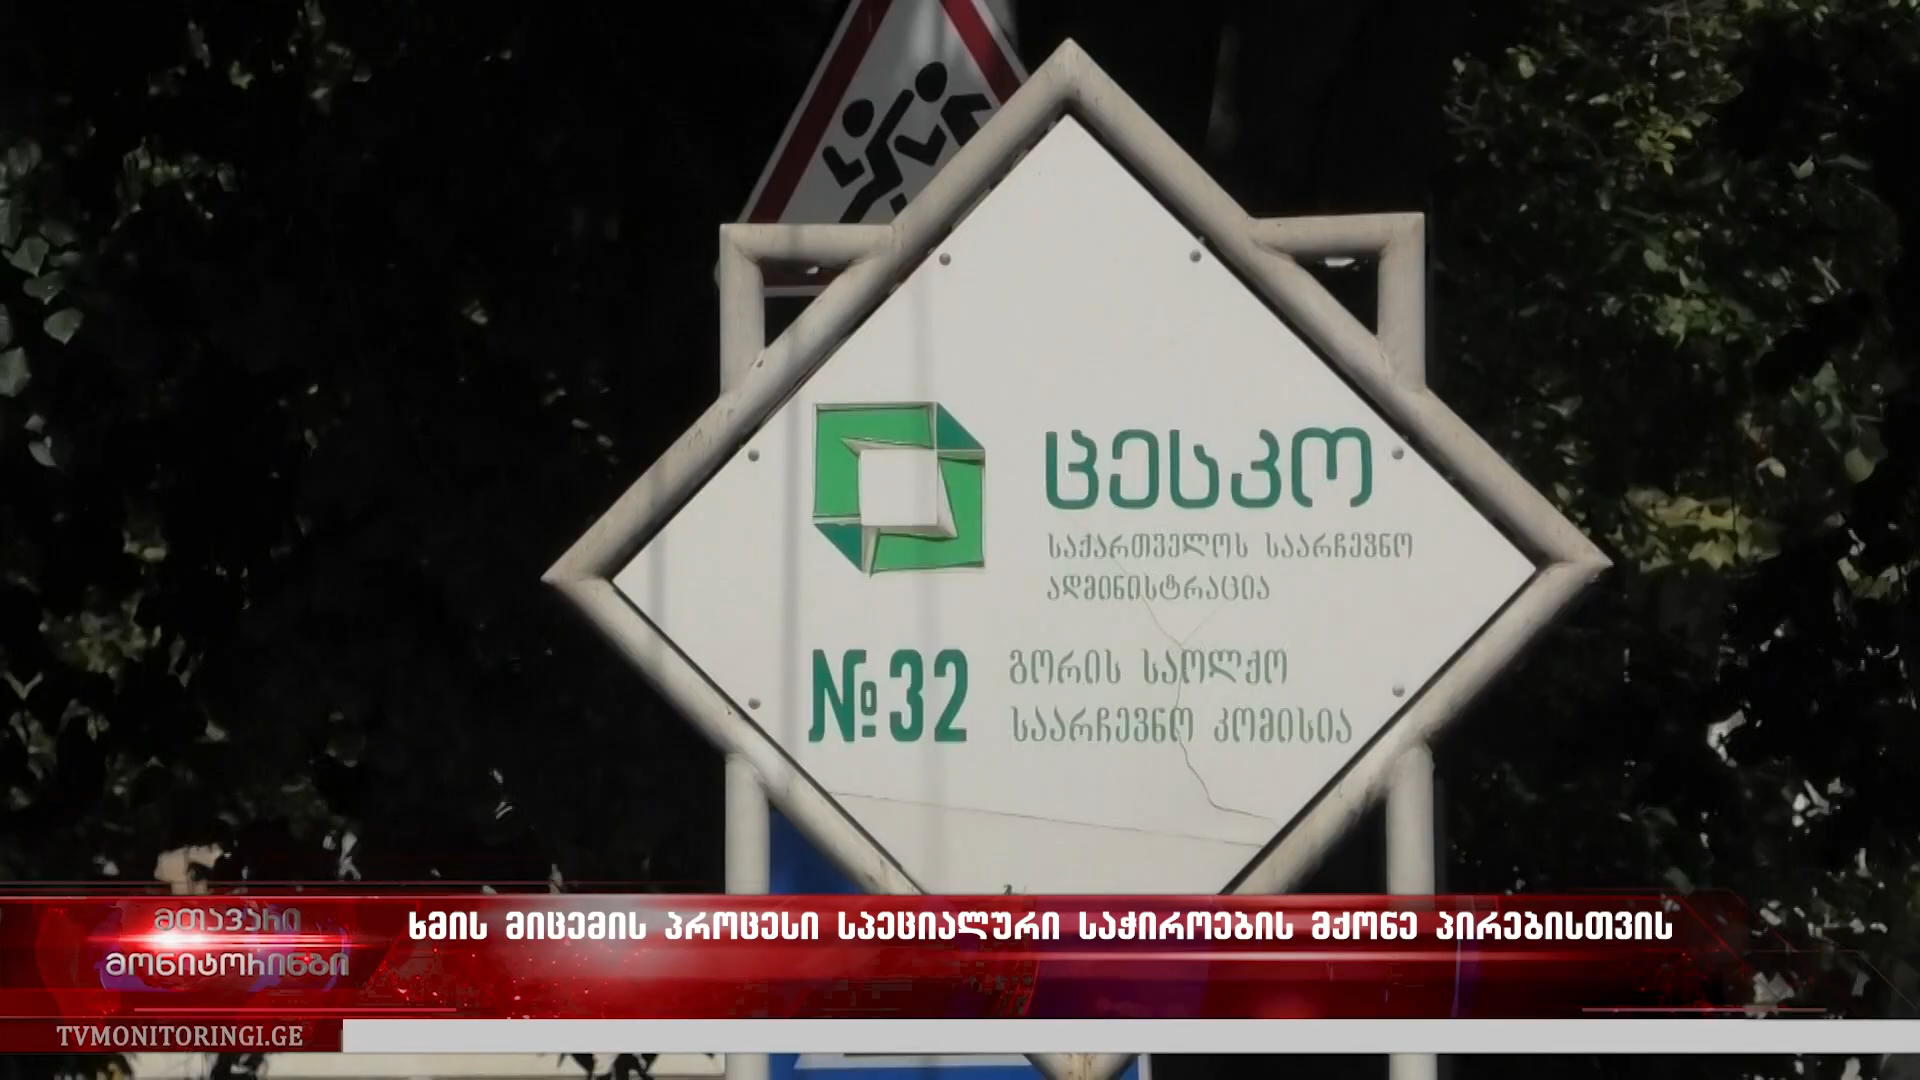 ცესკო
საქართველოს საარჩევნო
ადმინისტრაცია
№32
გორის საოლქო
საარჩევნო კომისია
მთავარი
მონიტორინგი
ხმის მიცემის პროცესი სპეციალური საჭიროების მქონე პირებისთვის
TVMONITORINGI.GE